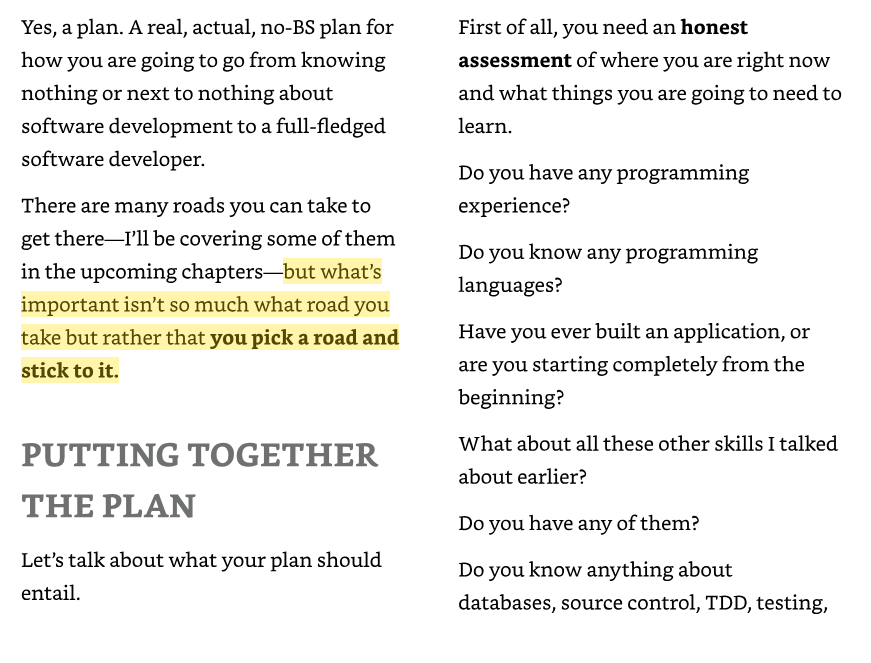 Yes, a plan. A real, actual, no-BS plan for
how you are going to go from knowing
nothing or next to nothing about
software development to a full-fledged
software developer.
There are many roads you can take to
get there—I’ll be covering some of them
in the upcoming chapters—but what’s
important isn’t so much what road you
take but rather that you pick a road and
stick to it.
PUTTING TOGETHER
THE PLAN
Let’s talk about what your plan should
entail.
First of all, you need an honest
assessment of where you are right now
and what things you are going to need to
learn.
Do you have any programming
experience?
Do you know any programming
languages?
Have you ever built an application, or
are you starting completely from the
beginning?
What about all these other skills I talked
about earlier?
Do you have any of them?
Do you know anything about
databases, source control, TDD, testing,